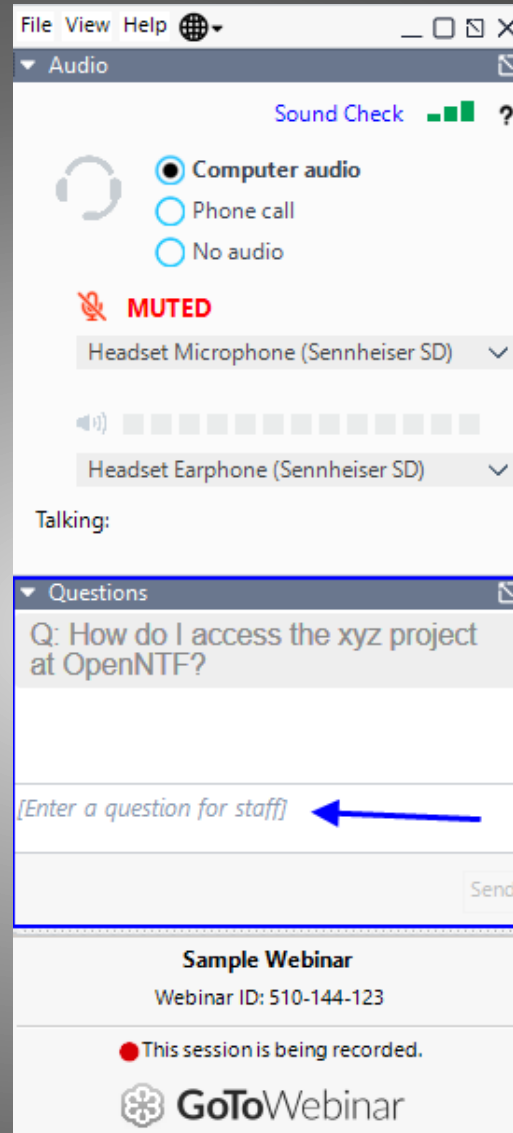 File View Help
Audio
Sound Check ?
Computer audio
Phone call
No audio
MUTED
Headset Microphone (Sennheiser SD)
Headset Earphone (Sennheiser SD)
Talking:
Questions
Q: How do I access the xyz project
at OpenNTF?
[Enter a question for staff]
Send
Sample Webinar
Webinar ID: 510-144-123
This session is being recorded.
GoToWebinar